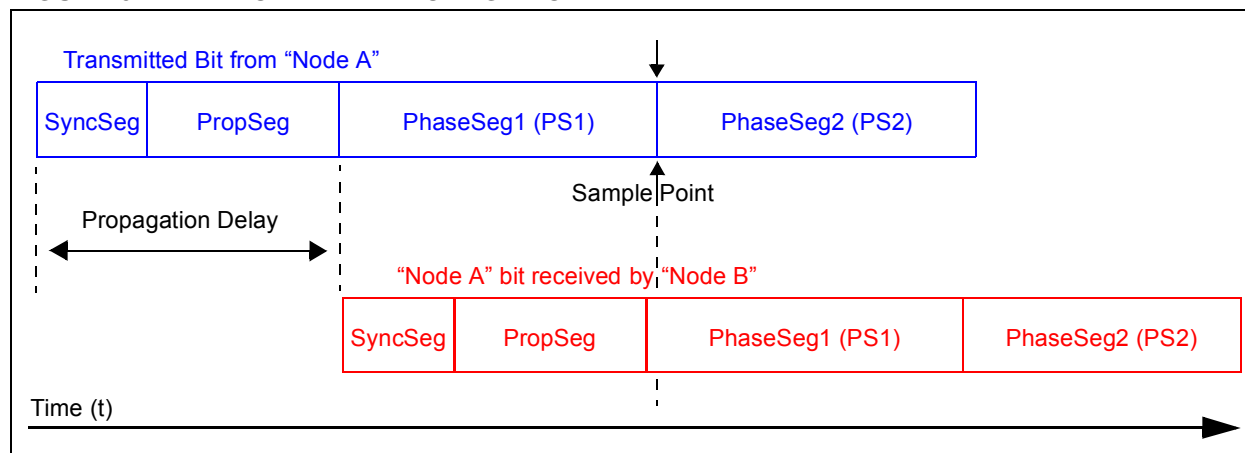 Transmitted Bit from “Node A”
SyncSeg PropSeg PhaseSeg1 (PS1) PhaseSeg2 (PS2)
Sample Point
Propagation Delay
“Node A” bit received by “Node B”
SyncSeg PropSeg PhaseSeg1 (PS1) PhaseSeg2 (PS2)
Time (t)